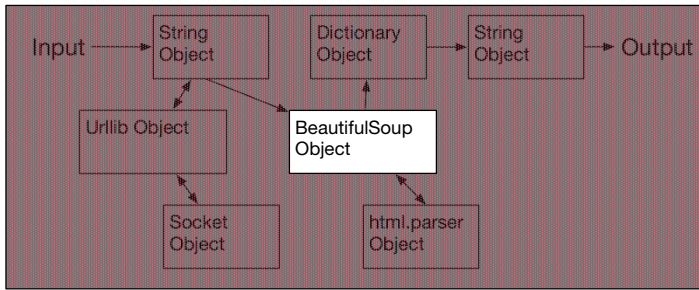 Input
String
Object
Dictionary
Object
String
Object
Output
Urllib Object
BeautifulSoup
Object
Socket
Object
html.parser
Object